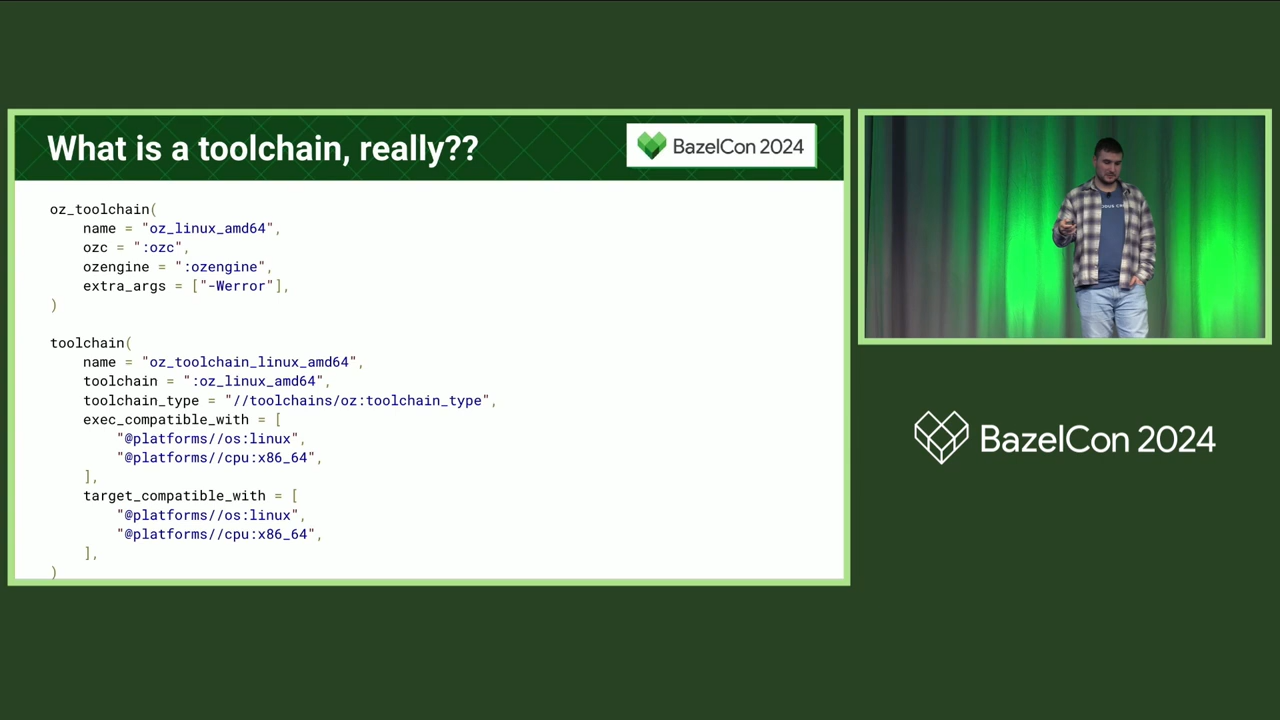 What is a toolchain, really??
BazelCon 2024
oz_toolchain(
    name = "oz_linux_amd64",
    ozc = ":ozc",
    ozengine = ":ozengine",
    extra_args = ["-Werror"],
)
toolchain(
    name = "oz_toolchain_linux_amd64",
    toolchain = ":oz_linux_amd64",
    toolchain_type = "//toolchains/oz:toolchain_type",
    exec_compatible_with = [
        "@platforms//os:linux",
        "@platforms//cpu:x86_64",
    ],
    target_compatible_with = [
        "@platforms//os:linux",
        "@platforms//cpu:x86_64",
    ],
)
BazelCon 2024